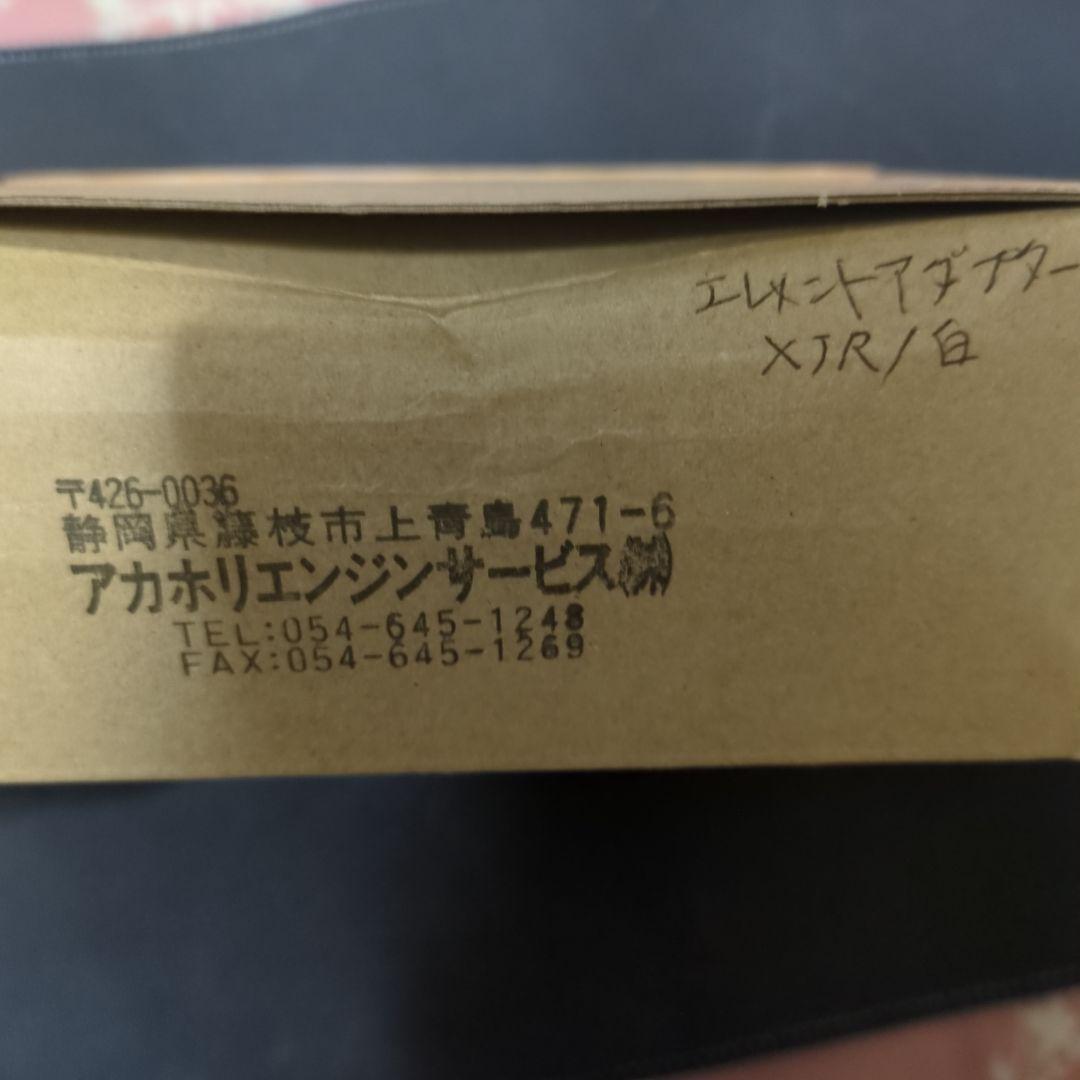 エレメントアダプター
XJR/白
〒426-0036
静岡県藤枝市上青島471-6
アカホリエンジンサービス㈱
TEL:054-645-1248
FAX:054-645-1269